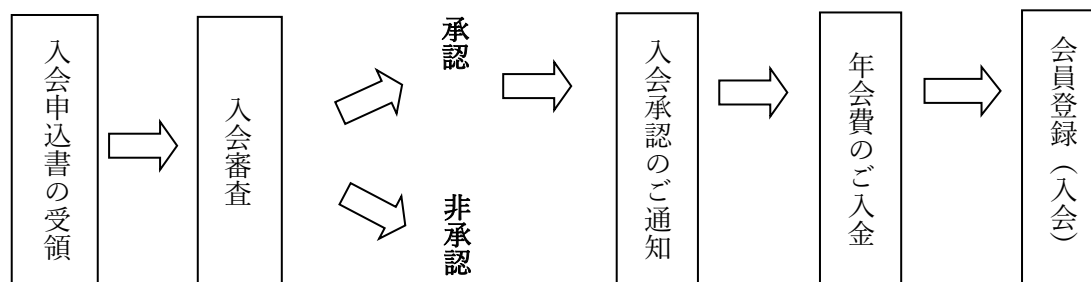 入会申込書の受領
入会審査
承認
非承認
入会承認のご通知
年会費のご入金
会員登録（入会）